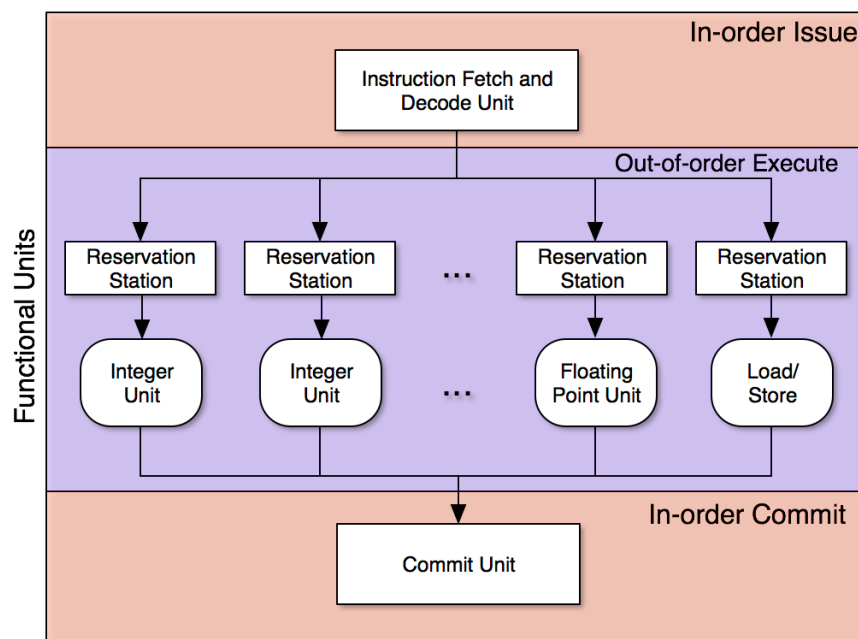 In-order Issue
Instruction Fetch and
Decode Unit
Out-of-order Execute
Functional Units
Reservation
Station
Reservation
Station
...
Reservation
Station
Reservation
Station
Integer
Unit
Integer
Unit
...
Floating
Point Unit
Load/
Store
In-order Commit
Commit Unit